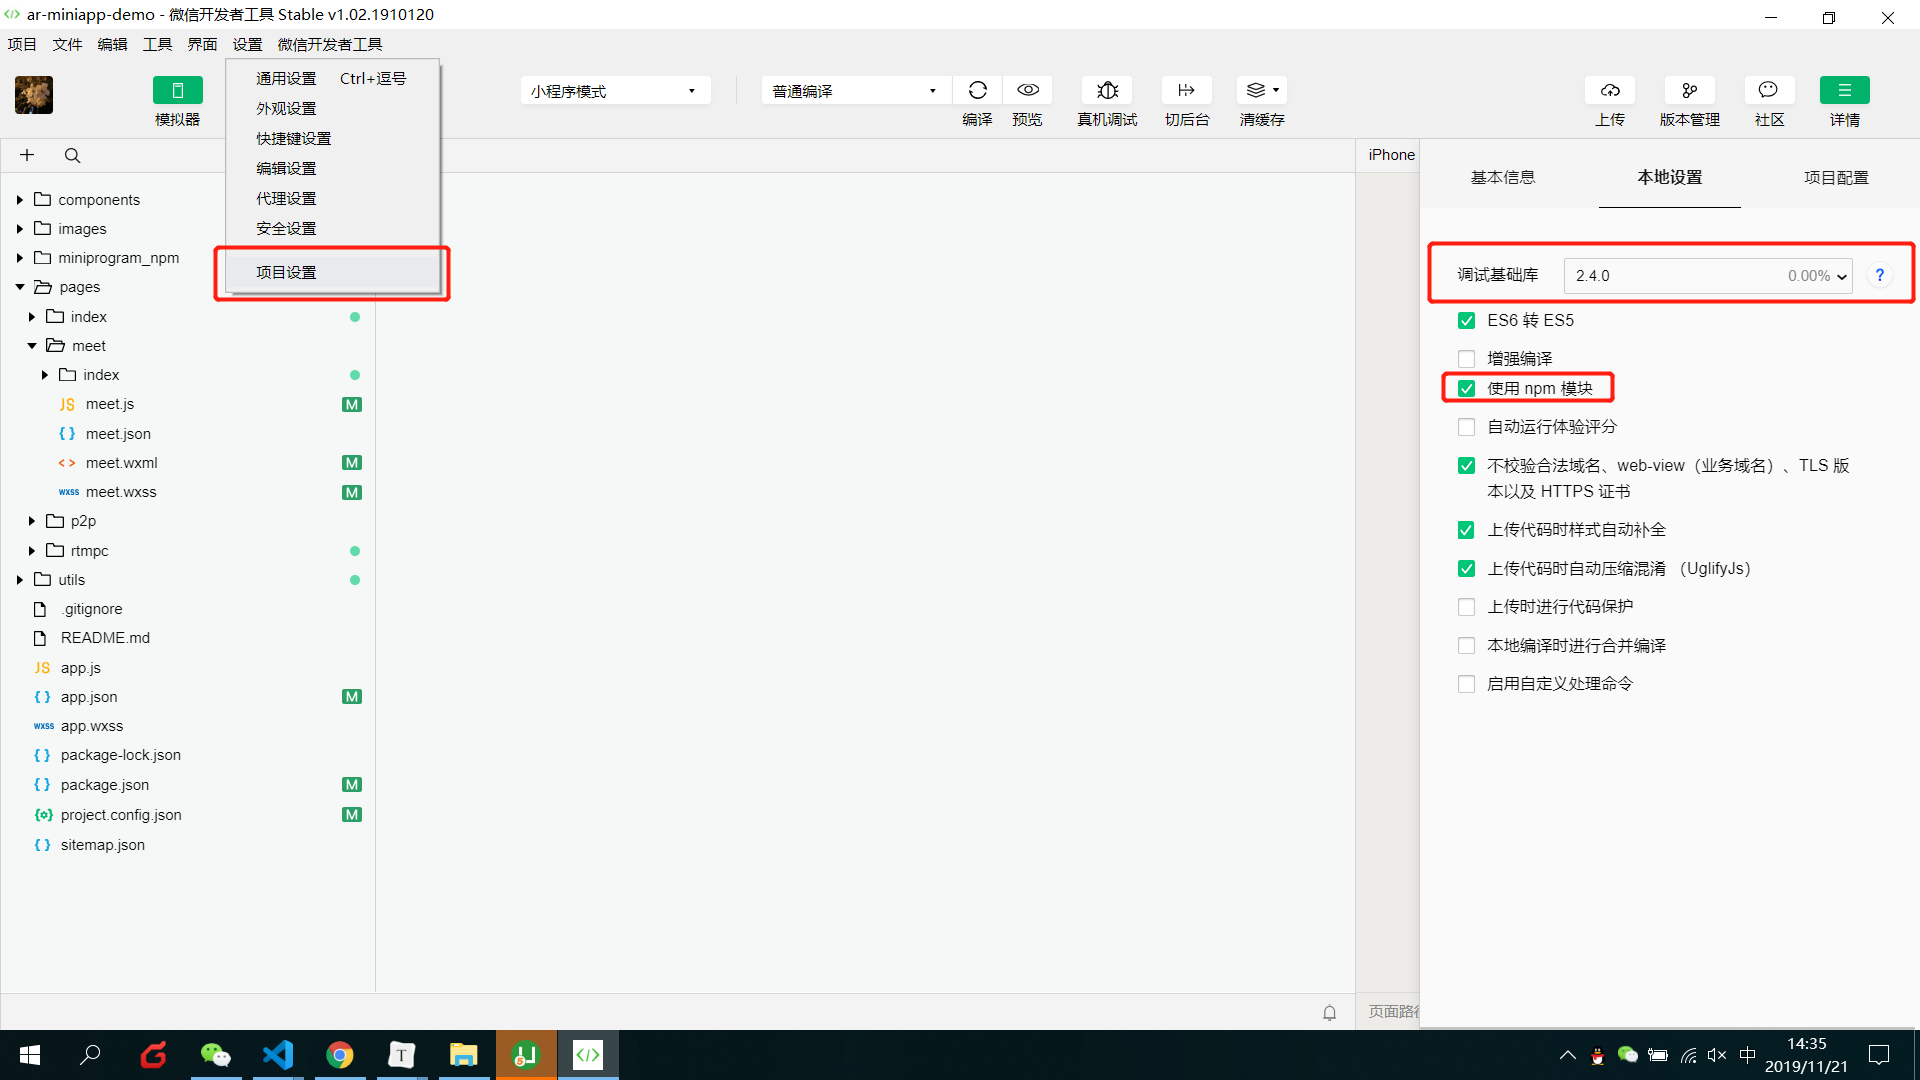 ar-miniapp-demo - 微信开发者工具 Stable v1.02.1910120
项目 文件 编辑 工具 界面 设置 微信开发者工具
通用设置 Ctrl+逗号
外观设置
快捷键设置
编辑设置
代理设置
安全设置
项目设置
模拟器
小程序模式
普通编译
编译
预览
真机调试
切后台
清缓存
上传
版本管理
社区
详情
components
images
miniprogram_npm
pages
index
meet
index
JS meet.js M
{ } meet.json
< > meet.wxml M
wxss meet.wxss M
p2p
rtmpc
utils
.gitignore
README.md
JS app.js
{ } app.json M
wxss app.wxss
{ } package-lock.json
{ } package.json M
project.config.json M
{ } sitemap.json
iPhone
页面路
基本信息 本地设置 项目配置
调试基础库 2.4.0 0.00% ?
ES6 转 ES5
增强编译
使用 npm 模块
自动运行体验评分
不校验合法域名、web-view（业务域名）、TLS 版
本以及 HTTPS 证书
上传代码时样式自动补全
上传代码时自动压缩混淆 （UglifyJs）
上传时进行代码保护
本地编译时进行合并编译
启用自定义处理命令
T
5
中
14:35
2019/11/21